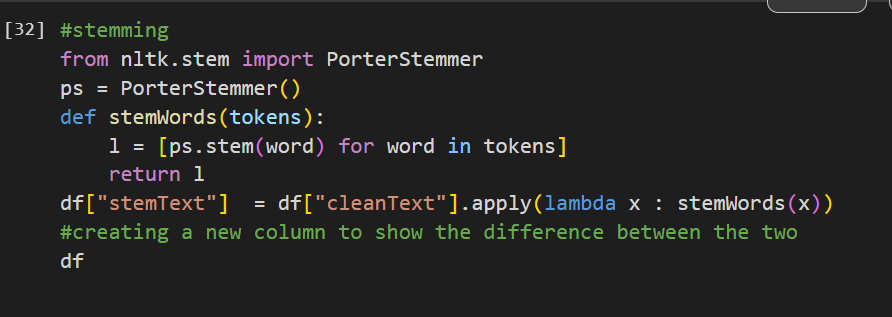 [32] #stemming
from nltk.stem import PorterStemmer
ps = PorterStemmer()
def stemWords(tokens):
    l = [ps.stem(word) for word in tokens]
    return l
df["stemText"]  = df["cleanText"].apply(lambda x : stemWords(x))
#creating a new column to show the difference between the two
df